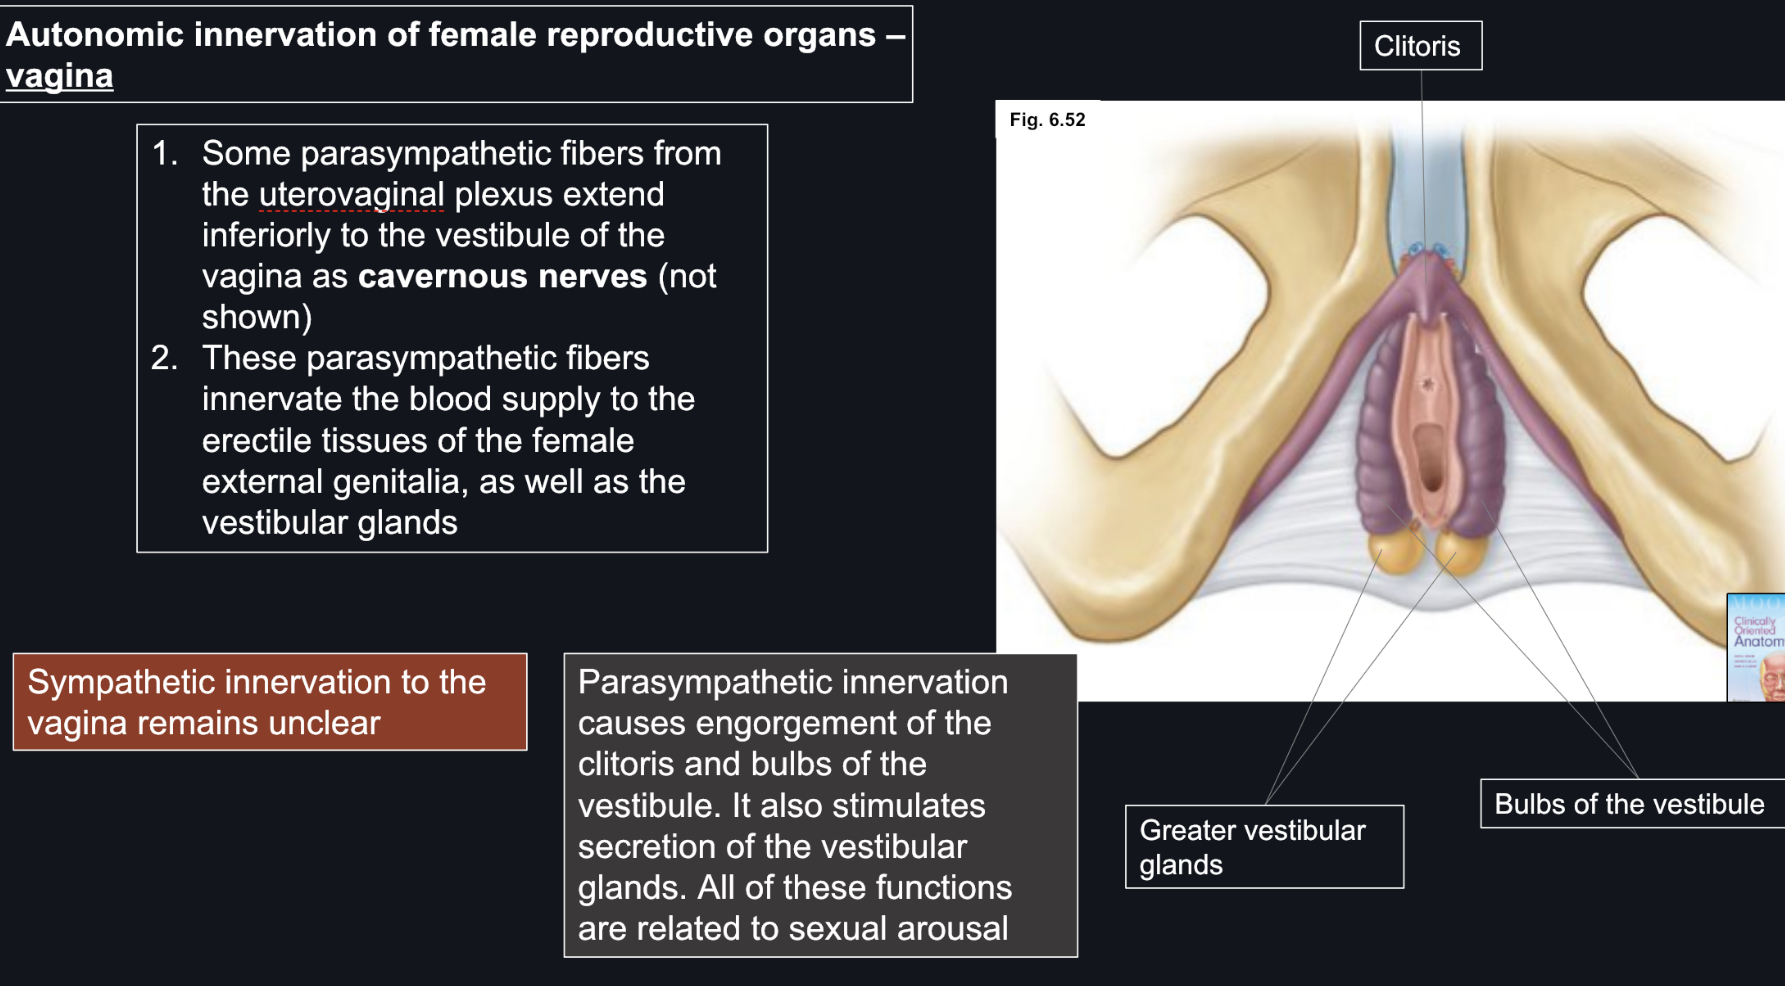 Autonomic innervation of female reproductive organs –
vagina
Clitoris
Fig. 6.52
1. Some parasympathetic fibers from
the uterovaginal plexus extend
inferiorly to the vestibule of the
vagina as cavernous nerves (not
shown)
2. These parasympathetic fibers
innervate the blood supply to the
erectile tissues of the female
external genitalia, as well as the
vestibular glands
Sympathetic innervation to the
vagina remains unclear
Parasympathetic innervation
causes engorgement of the
clitoris and bulbs of the
vestibule. It also stimulates
secretion of the vestibular
glands. All of these functions
are related to sexual arousal
Greater vestibular
glands
Bulbs of the vestibule
MOO
Clinically
Oriented
Anatom